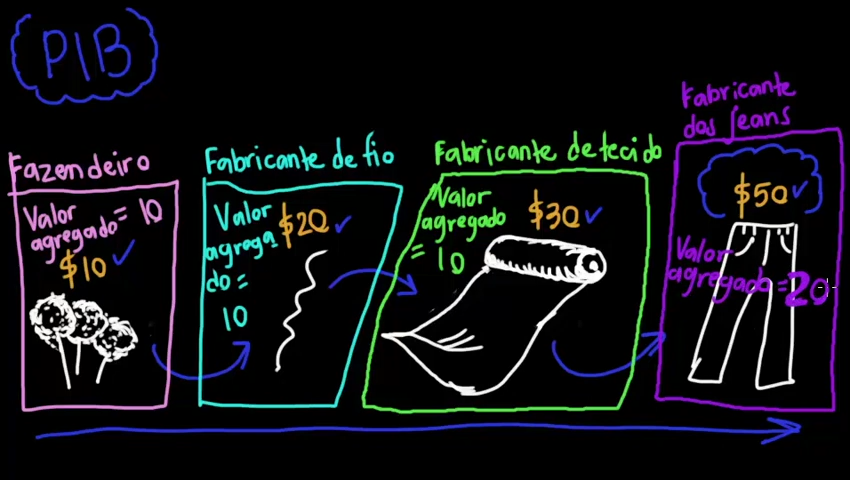 PIB
Fazendeiro
Valor
agregado = 10
$10
Fabricante de fio
Valor
agrega
do =
10
$20
Fabricante de tecido
Valor
agregado
= 10
$30
Fabricante
dos Jeans
$50
Valor
agregado = 20